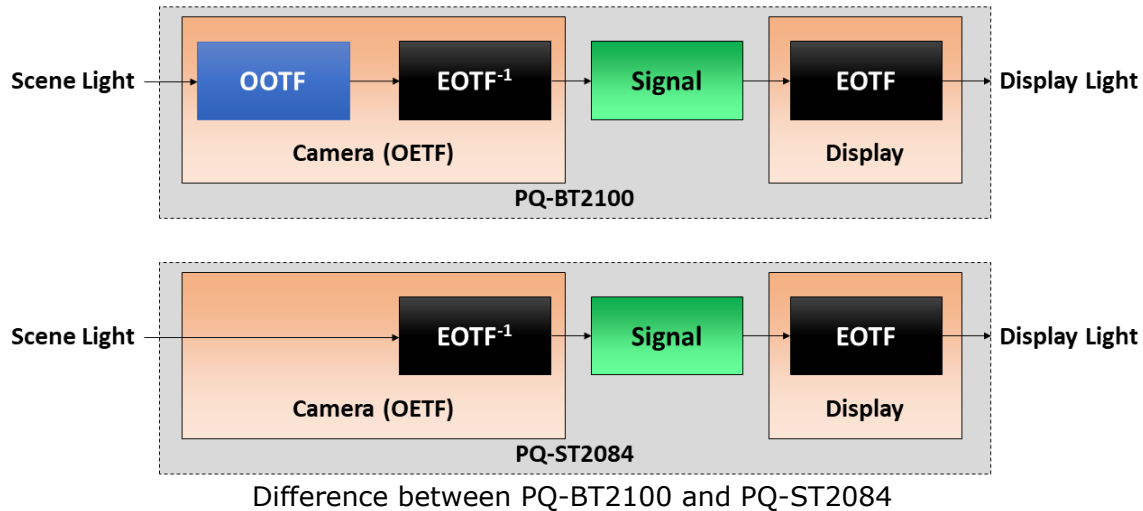 Scene Light OOTF EOTF-1 Signal EOTF Display Light
Camera (OETF) Display
PQ-BT2100
Scene Light EOTF-1 Signal EOTF Display Light
Camera (OETF) Display
PQ-ST2084
Difference between PQ-BT2100 and PQ-ST2084